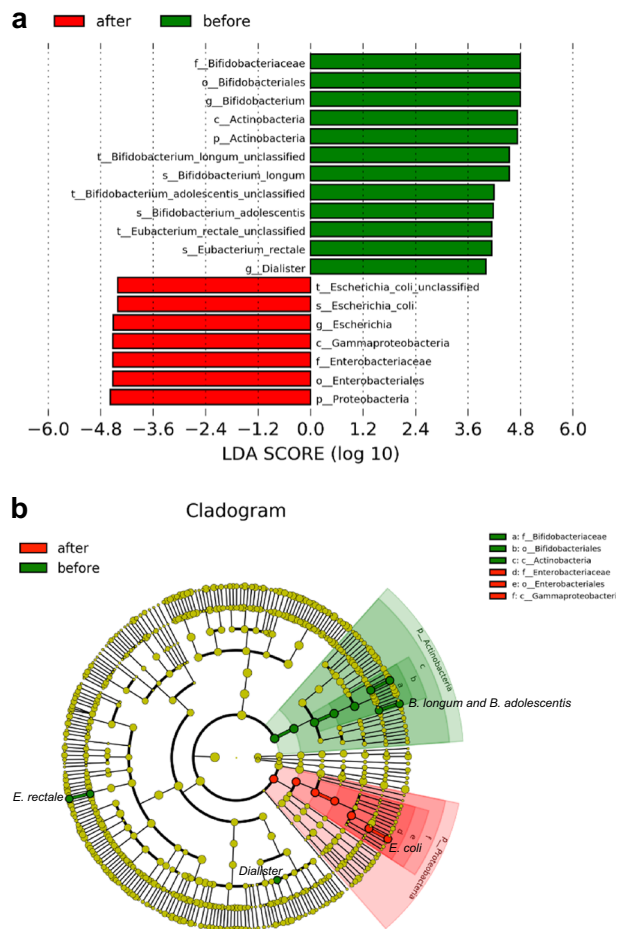 a
after before
f__Bifidobacteriaceae
o__Bifidobacteriales
g__Bifidobacterium
c__Actinobacteria
p__Actinobacteria
t__Bifidobacterium_longum_unclassified
s__Bifidobacterium_longum
t__Bifidobacterium_adolescentis_unclassified
s__Bifidobacterium_adolescentis
t__Eubacterium_rectale_unclassified
s__Eubacterium_rectale
g__Dialister
t__Escherichia_coli_unclassified
s__Escherichia_coli
g__Escherichia
c__Gammaproteobacteria
f__Enterobacteriaceae
o__Enterobacteriales
p__Proteobacteria
−6.0 −4.8 −3.6 −2.4 −1.2 0.0 1.2 2.4 3.6 4.8 6.0
LDA SCORE (log 10)
b
Cladogram
after
before
a: f__Bifidobacteriaceae
b: o__Bifidobacteriales
c: c__Actinobacteria
d: f__Enterobacteriaceae
e: o__Enterobacteriales
f: c__Gammaproteobacteri
p__Actinobacteria
c
b
a
B. longum and B. adolescentis
E. rectale
Dialister
E. coli
d
e
f
p__Proteobacteria